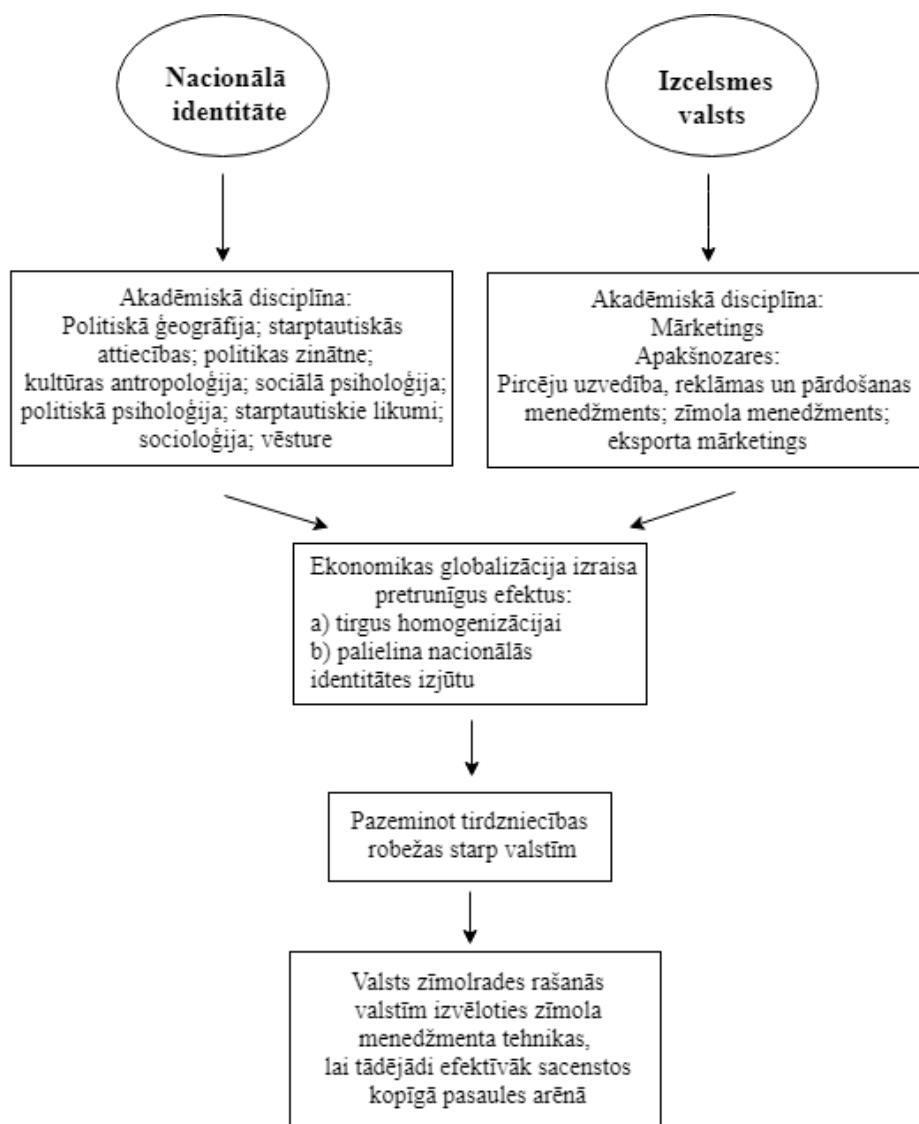 Nacionālā
identitāte
Izcelsmes
valsts
Akadēmiskā disciplīna:
Politiskā ģeogrāfija; starptautiskās
attiecības; politikas zinātne;
kultūras antropoloģija; sociālā psiholoģija;
politiskā psiholoģija; starptautiskie likumi;
socioloģija; vēsture
Akadēmiskā disciplīna:
Mārketings
Apakšnozares:
Pircēju uzvedība, reklāmas un pārdošanas
menedžments; zīmola menedžments;
eksporta mārketings
Ekonomikas globalizācija izraisa
pretrunīgus efektus:
a) tirgus homogenizācijai
b) palielina nacionālās
identitātes izjūtu
Pazeminot tirdzniecības
robežas starp valstīm
Valsts zīmolrades rašanās
valstīm izvēloties zīmola
menedžmenta tehnikas,
lai tādējādi efektīvāk sacenstos
kopīgā pasaules arēnā